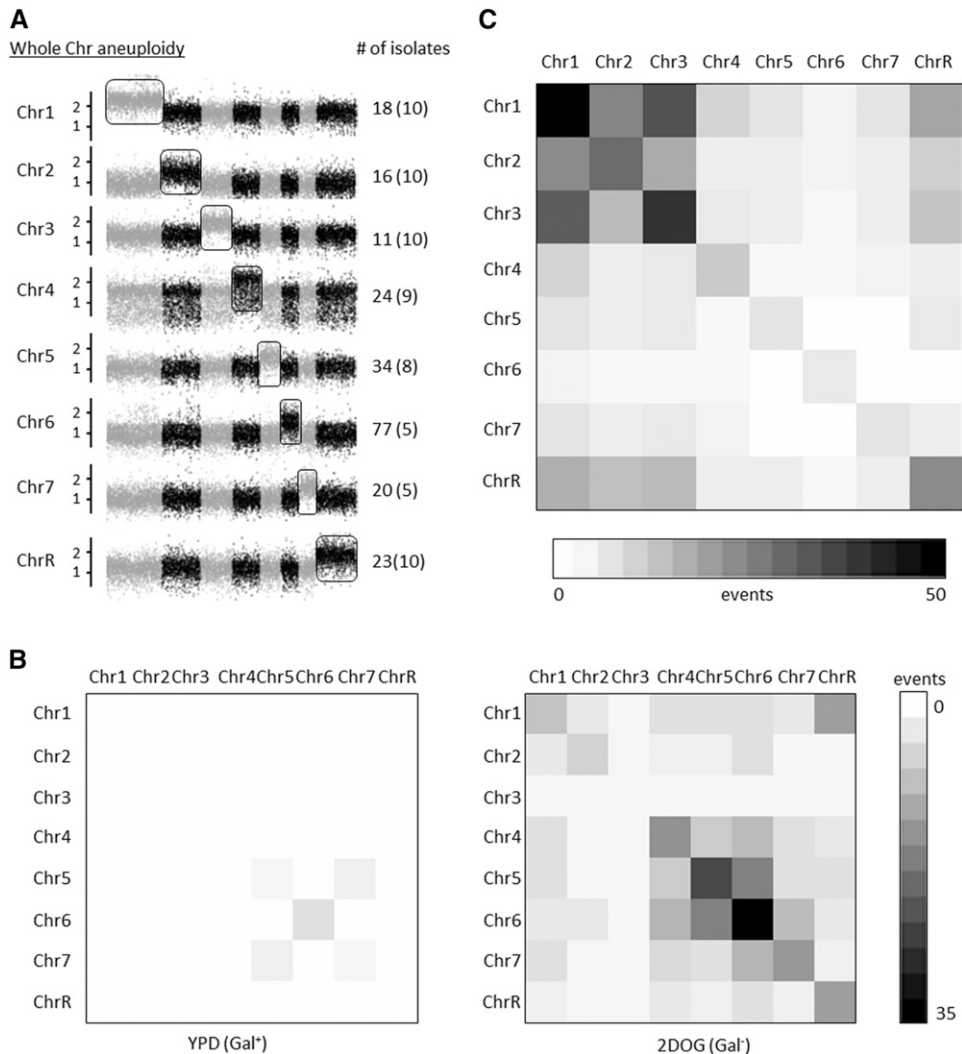 A
Whole Chr aneuploidy # of isolates
Chr1 2 1 18 (10)
Chr2 2 1 16 (10)
Chr3 2 1 11 (10)
Chr4 2 1 24 (9)
Chr5 2 1 34 (8)
Chr6 2 1 77 (5)
Chr7 2 1 20 (5)
ChrR 2 1 23(10)
C
Chr1 Chr2 Chr3 Chr4 Chr5 Chr6 Chr7 ChrR
Chr1
Chr2
Chr3
Chr4
Chr5
Chr6
Chr7
ChrR
0 events 50
B
Chr1 Chr2 Chr3 Chr4 Chr5 Chr6 Chr7 ChrR
Chr1
Chr2
Chr3
Chr4
Chr5
Chr6
Chr7
ChrR
YPD (Gal⁺)
Chr1 Chr2 Chr3 Chr4 Chr5 Chr6 Chr7 ChrR
Chr1
Chr2
Chr3
Chr4
Chr5
Chr6
Chr7
ChrR
2DOG (Gal⁻)
events
0
35